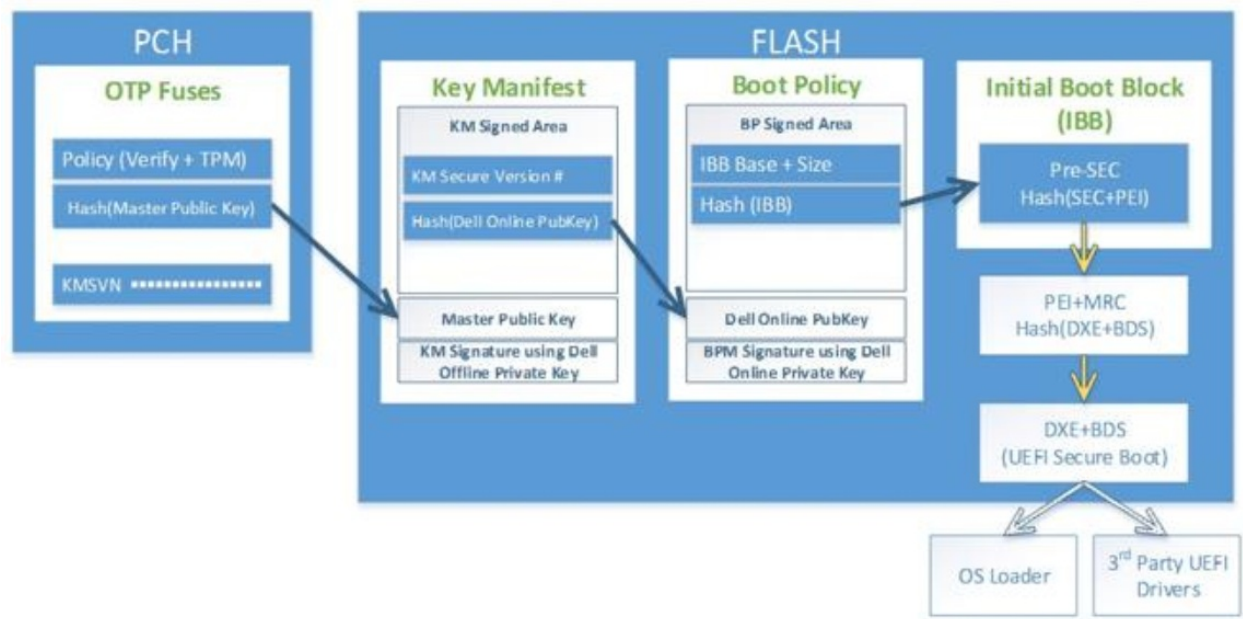 PCH
OTP Fuses
Policy (Verify + TPM)
Hash(Master Public Key)
KMSVN
FLASH
Key Manifest
KM Signed Area
KM Secure Version #
Hash(Dell Online PubKey)
Master Public Key
KM Signature using Dell
Offline Private Key
Boot Policy
BP Signed Area
IBB Base + Size
Hash (IBB)
Dell Online PubKey
BPM Signature using Dell
Online Private Key
Initial Boot Block
(IBB)
Pre-SEC
Hash(SEC+PEI)
PEI+MRC
Hash(DXE+BDS)
DXE+BDS
(UEFI Secure Boot)
OS Loader
3rd Party UEFI
Drivers